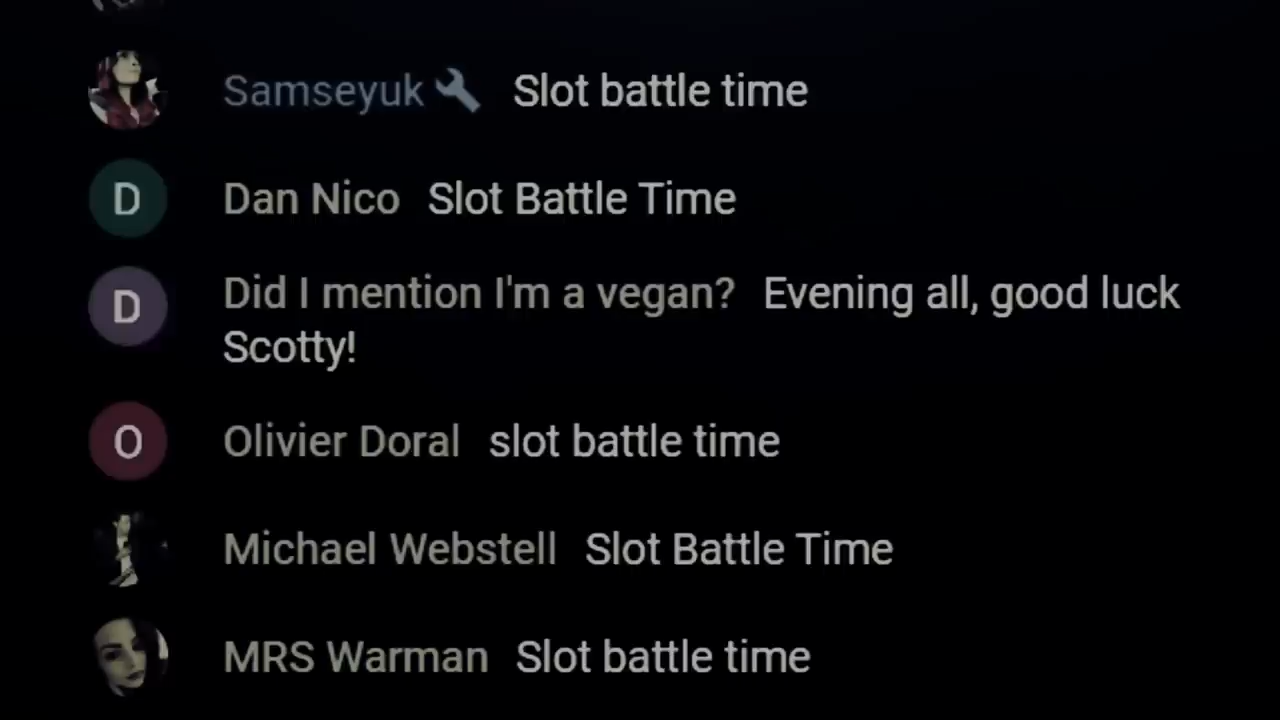 Samseyuk Slot battle time
D Dan Nico Slot Battle Time
D Did I mention I'm a vegan? Evening all, good luck
Scotty!
O Olivier Doral slot battle time
Michael Webstell Slot Battle Time
MRS Warman Slot battle time